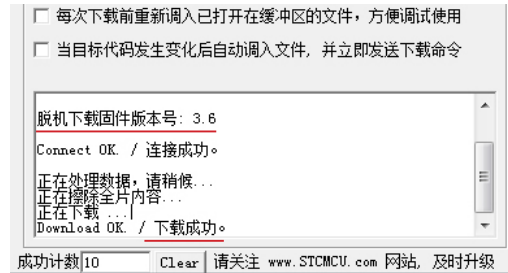 每次下载前重新调入已打开在缓冲区的文件，方便调试使用
当目标代码发生变化后自动调入文件, 并立即发送下载命令
脱机下载固件版本号: 3.6
Connect OK. / 连接成功。
正在处理数据，请稍候...
正在擦除全片内容...
正在下载 ...
Download OK. / 下载成功。
成功计数 10 Clear 请关注 www.STCMCU.com 网站, 及时升级